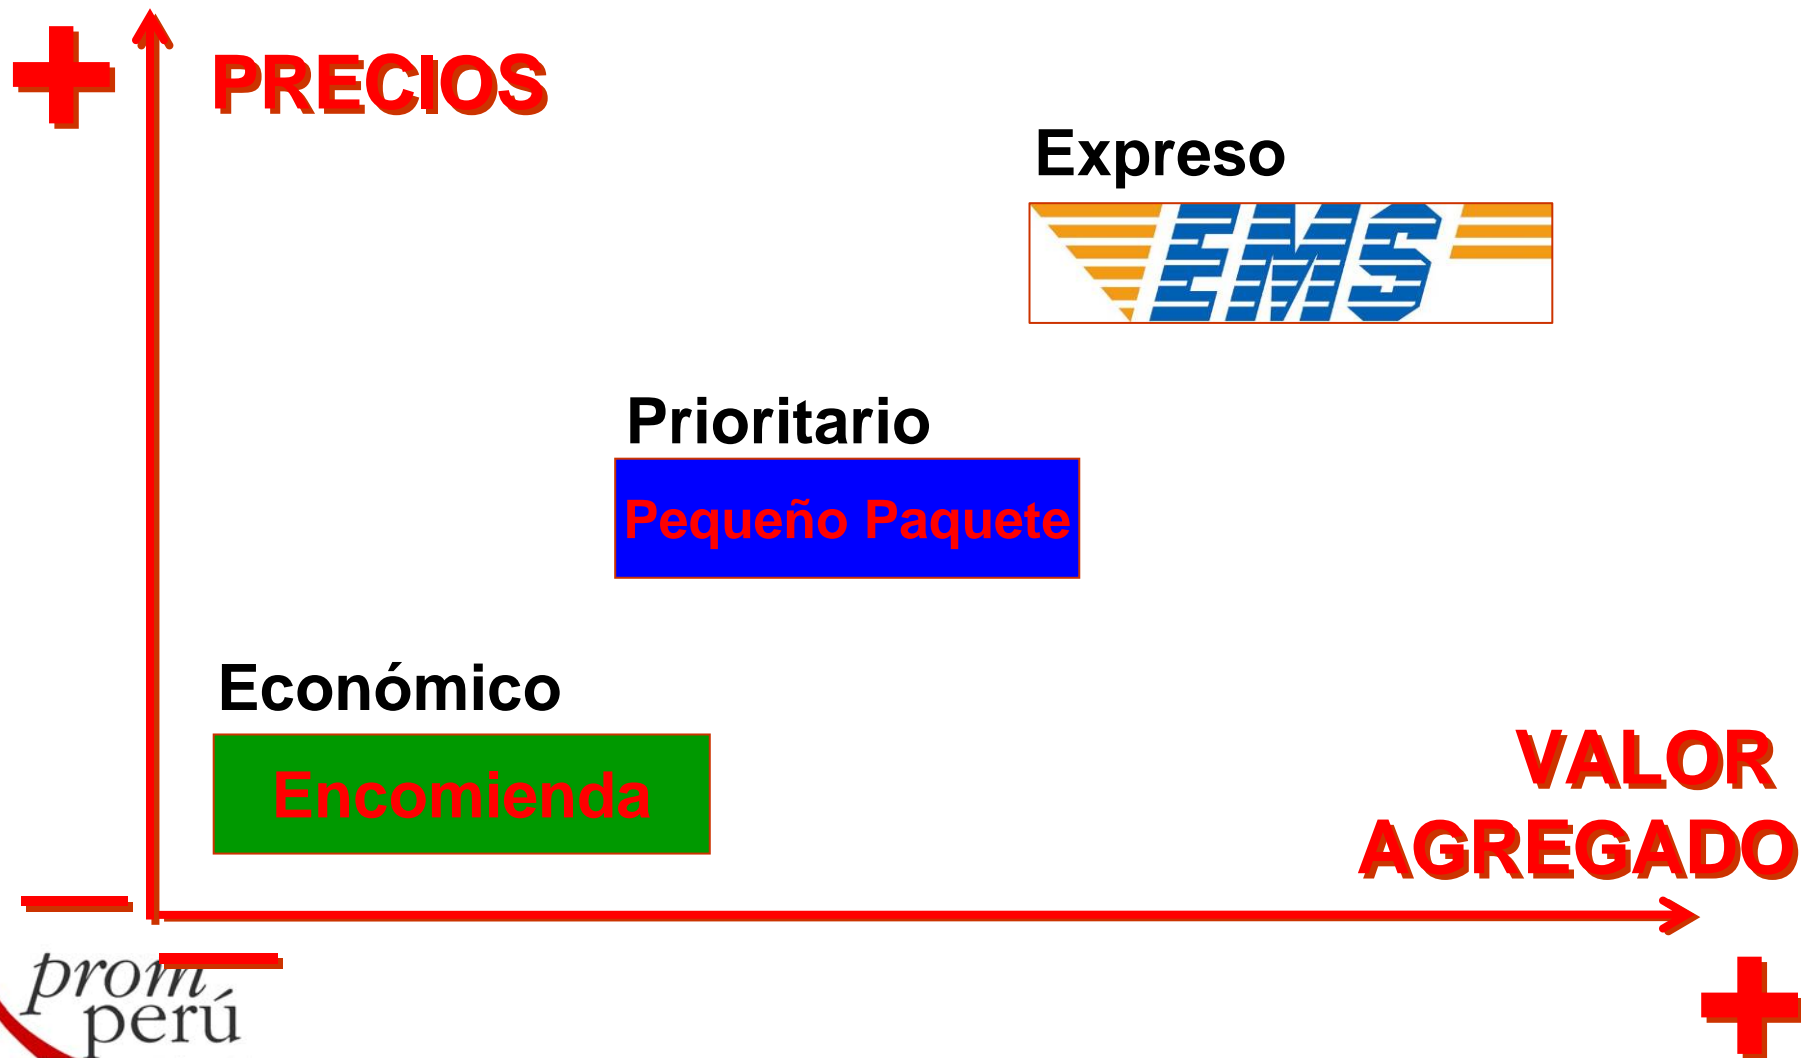 PRECIOS
Expreso
EMS
Prioritario
Pequeño Paquete
Económico
Encomienda
VALOR
AGREGADO
prom
perú